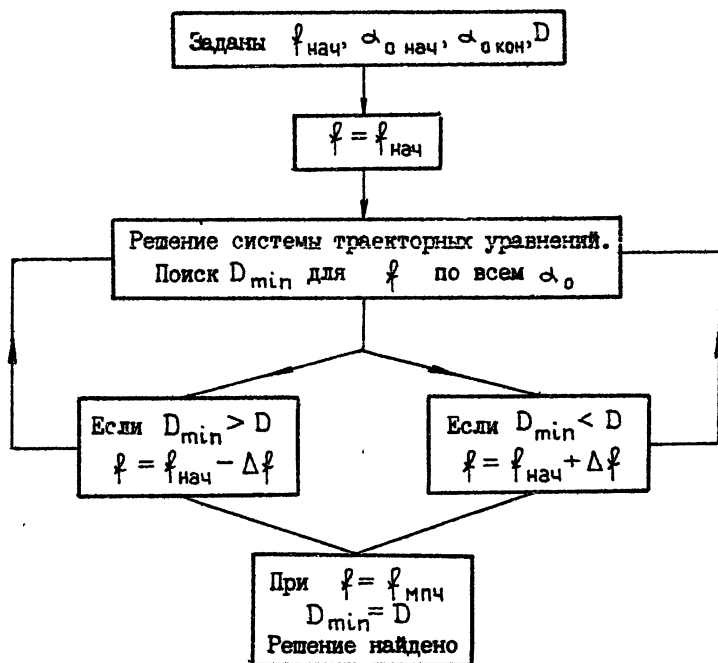 Заданы f нач, α о нач, α о кон, D
f = f нач
Решение системы траекторных уравнений.
Поиск D min для f по всем α о
Если D min > D
f = f нач − Δf
Если D min < D
f = f нач + Δf
При f = f мпч
D min = D
Решение найдено